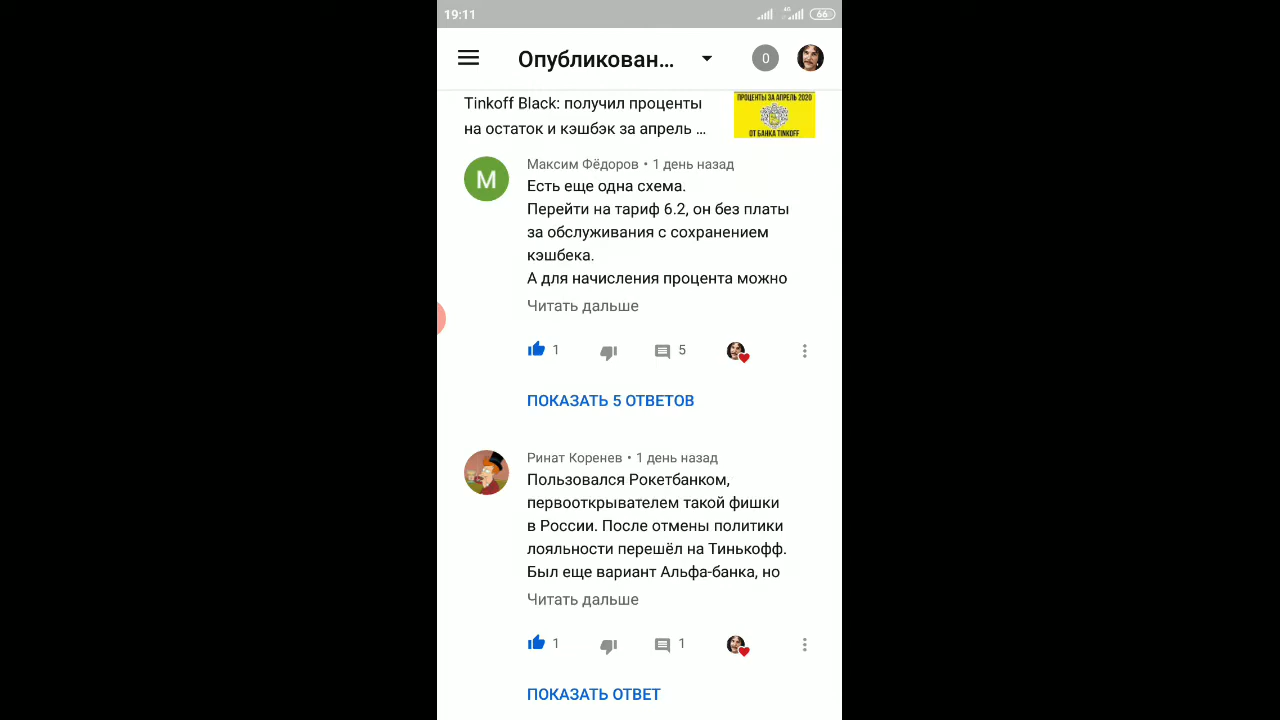 19:11
4G
66
Опубликован...
0
Tinkoff Black: получил проценты
на остаток и кэшбэк за апрель ...
ПРОЦЕНТЫ ЗА АПРЕЛЬ 2020
ОТ БАНКА TINKOFF
М
Максим Фёдоров • 1 день назад
Есть еще одна схема.
Перейти на тариф 6.2, он без платы
за обслуживания с сохранением
кэшбека.
А для начисления процента можно
Читать дальше
1
5
ПОКАЗАТЬ 5 ОТВЕТОВ
Ринат Коренев • 1 день назад
Пользовался Рокетбанком,
первооткрывателем такой фишки
в России. После отмены политики
лояльности перешёл на Тинькофф.
Был еще вариант Альфа-банка, но
Читать дальше
1
1
ПОКАЗАТЬ ОТВЕТ